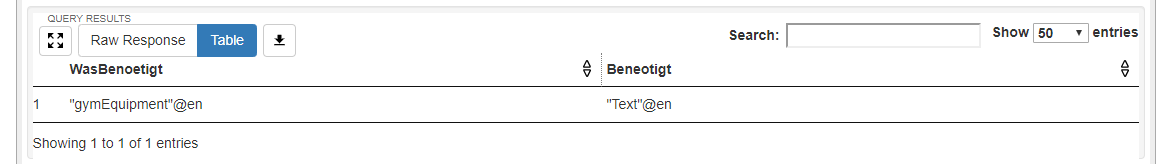 QUERY RESULTS
Raw Response Table Search: Show 50 entries
WasBenoetigt Beneotigt
1 "gymEquipment"@en "Text"@en
Showing 1 to 1 of 1 entries